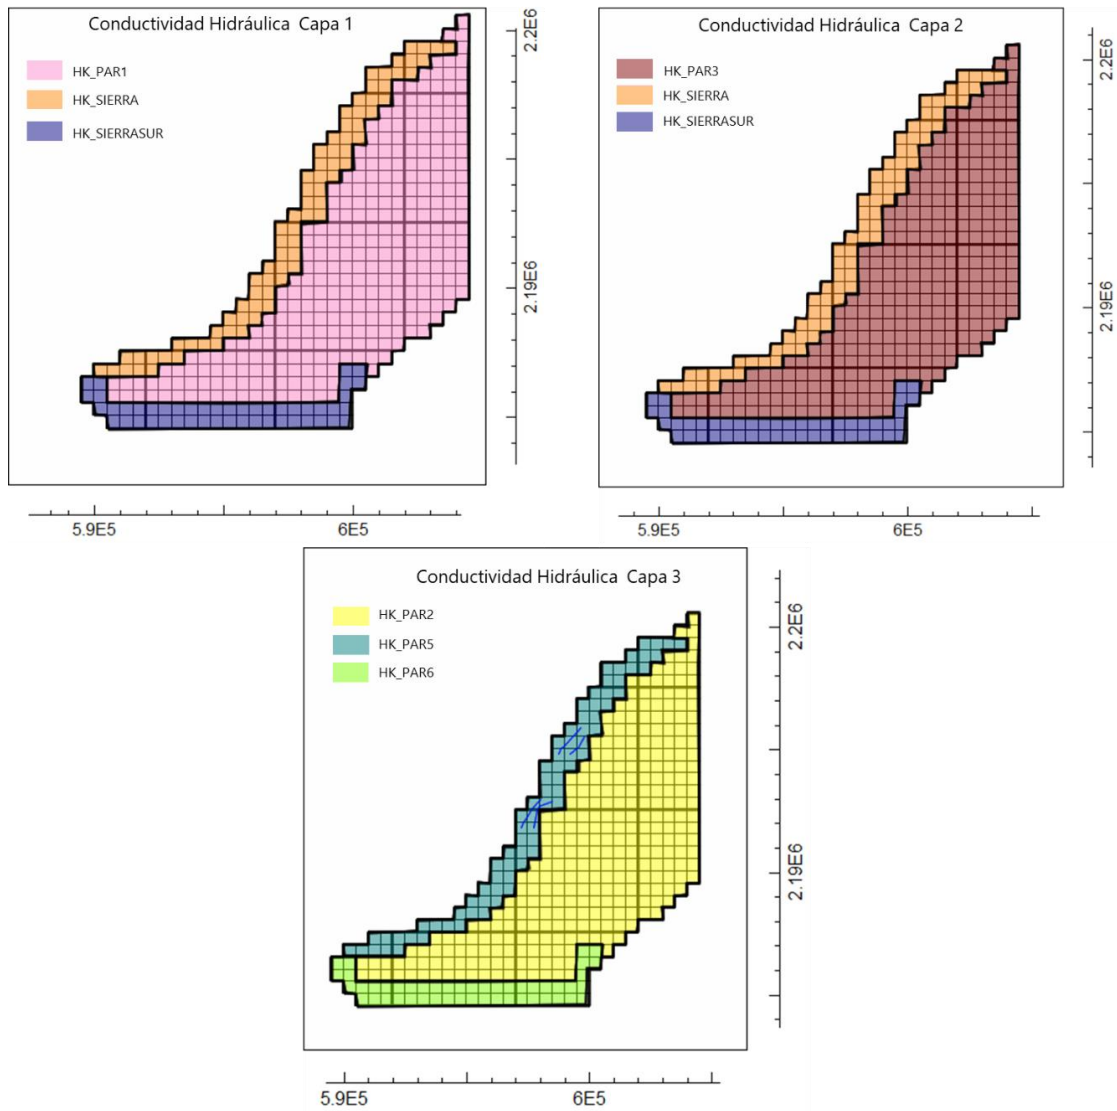 Conductividad Hidráulica Capa 1
HK_PAR1
HK_SIERRA
HK_SIERRASUR
2.2E6
2.19E6
5.9E5
6E5
Conductividad Hidráulica Capa 2
HK_PAR3
HK_SIERRA
HK_SIERRASUR
2.2E6
2.19E6
5.9E5
6E5
Conductividad Hidráulica Capa 3
HK_PAR2
HK_PAR5
HK_PAR6
2.2E6
2.19E6
5.9E5
6E5